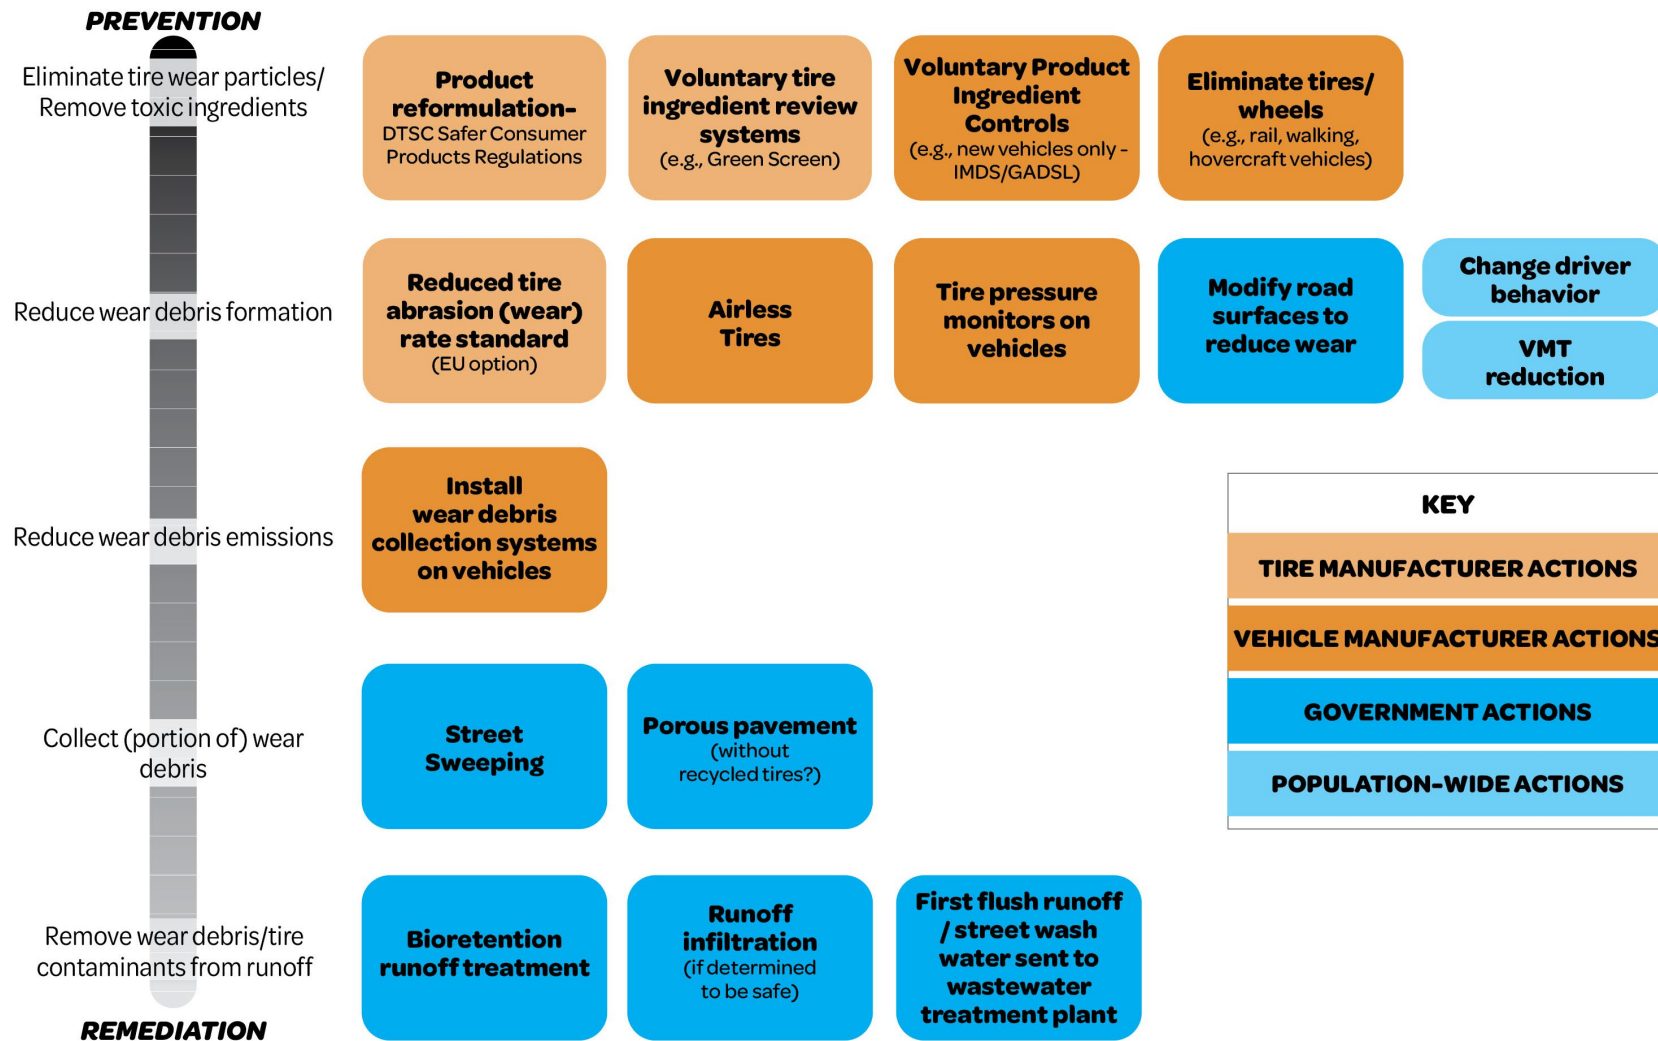 PREVENTION
Eliminate tire wear particles/
Remove toxic ingredients
Product
reformulation–
DTSC Safer Consumer
Products Regulations
Voluntary tire
ingredient review
systems
(e.g., Green Screen)
Voluntary Product
Ingredient
Controls
(e.g., new vehicles only -
IMDS/GADSL)
Eliminate tires/
wheels
(e.g., rail, walking,
hovercraft vehicles)
Reduce wear debris formation
Reduced tire
abrasion (wear)
rate standard
(EU option)
Airless
Tires
Tire pressure
monitors on
vehicles
Modify road
surfaces to
reduce wear
Change driver
behavior
VMT
reduction
Reduce wear debris emissions
Install
wear debris
collection systems
on vehicles
KEY
TIRE MANUFACTURER ACTIONS
VEHICLE MANUFACTURER ACTIONS
GOVERNMENT ACTIONS
POPULATION-WIDE ACTIONS
Collect (portion of) wear
debris
Street
Sweeping
Porous pavement
(without
recycled tires?)
Remove wear debris/tire
contaminants from runoff
Bioretention
runoff treatment
Runoff
infiltration
(if determined
to be safe)
First flush runoff
/ street wash
water sent to
wastewater
treatment plant
REMEDIATION